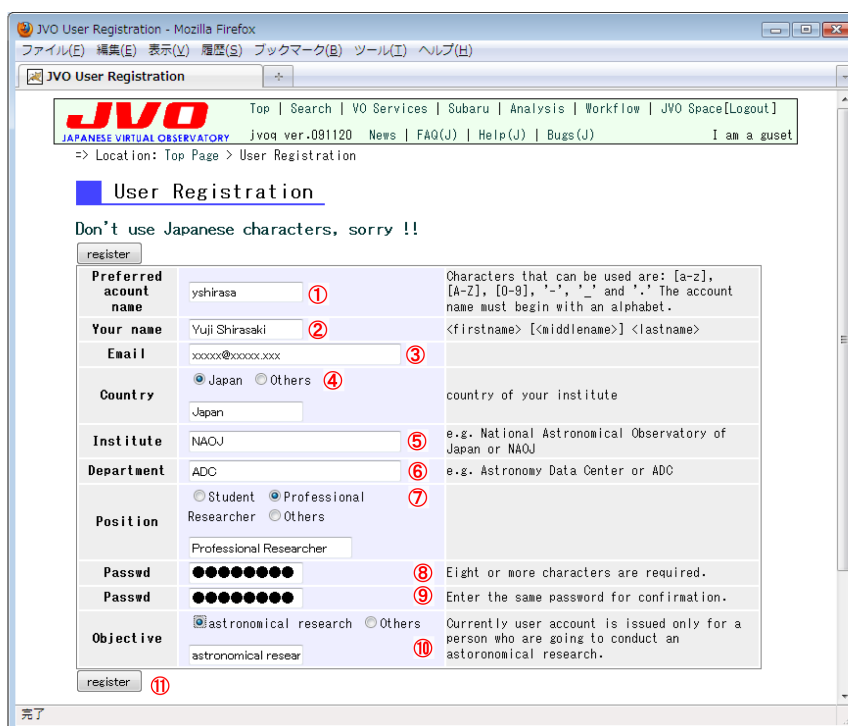 JVO User Registration - Mozilla Firefox
ファイル(F) 編集(E) 表示(V) 履歴(S) ブックマーク(B) ツール(T) ヘルプ(H)
JVO User Registration
JVO
JAPANESE VIRTUAL OBSERVATORY
Top | Search | VO Services | Subaru | Analysis | Workflow | JVO Space[Logout]
jvoq ver.091120 News | FAQ(J) | Help(J) | Bugs(J) I am a guset
=> Location: Top Page > User Registration
User Registration
Don't use Japanese characters, sorry !!
register
Preferred
acount
name
yshirasa ①
Characters that can be used are: [a-z],
[A-Z], [0-9], '-', '_' and '.' The account
name must begin with an alphabet.
Your name Yuji Shirasaki ② <firstname> [<middlename>] <lastname>
Email xxxxx@xxxxx.xxx ③
Country
Japan Others ④
Japan
country of your institute
Institute NAOJ ⑤
e.g. National Astronomical Observatory of
Japan or NAOJ
Department ADC ⑥ e.g. Astronomy Data Center or ADC
Position
Student Professional ⑦
Researcher Others
Professional Researcher
Passwd ●●●●●●●● ⑧ Eight or more characters are required.
Passwd ●●●●●●●● ⑨ Enter the same password for confirmation.
Objective
astronomical research Others
astronomical resear ⑩
Currently user account is issued only for a
person who are going to conduct an
astoronomical research.
register ⑪
完了